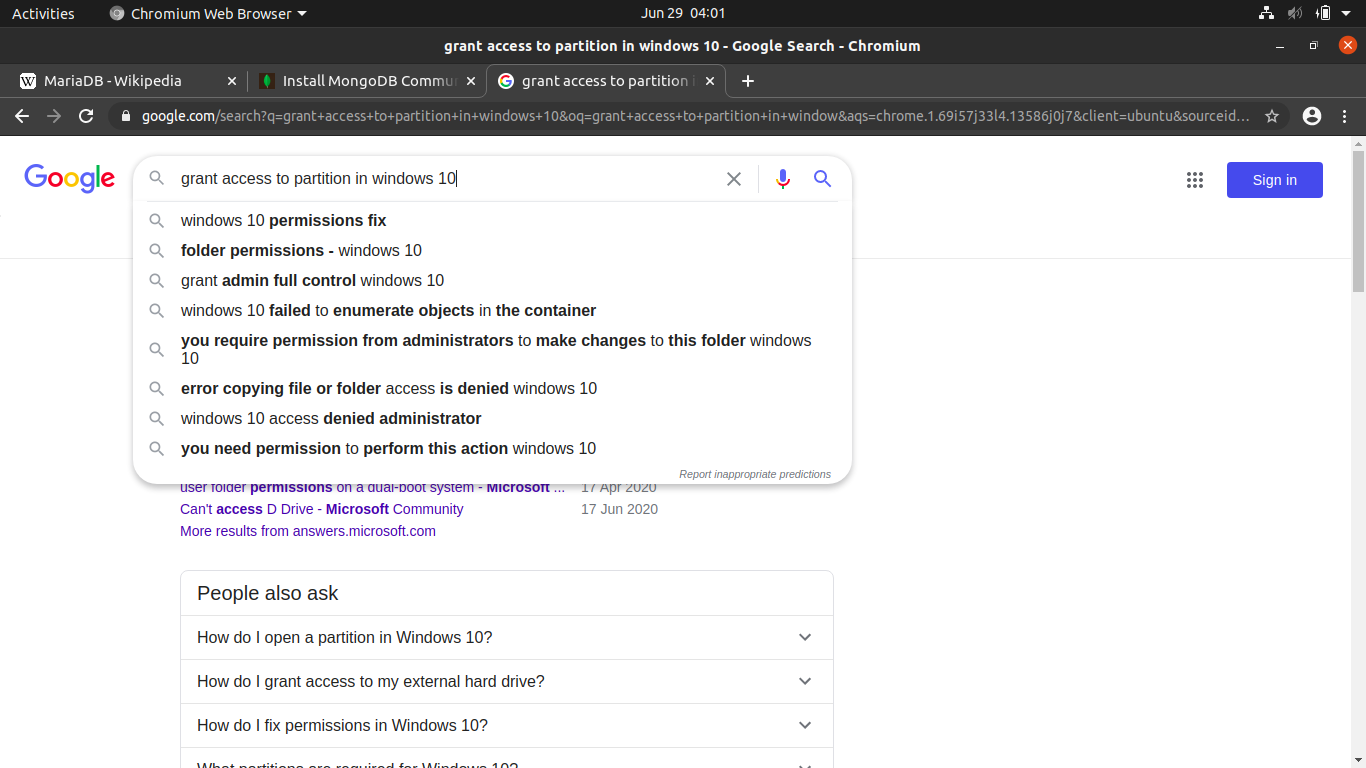 Activities
Chromium Web Browser
Jun 29 04:01
grant access to partition in windows 10 - Google Search - Chromium
MariaDB - Wikipedia
Install MongoDB Commu
grant access to partition
google.com/search?q=grant+access+to+partition+in+windows+10&oq=grant+access+to+partition+in+window&aqs=chrome.1.69i57j33l4.13586j0j7&client=ubuntu&sourceid...
Google
grant access to partition in windows 10
Sign in
windows 10 permissions fix
folder permissions - windows 10
grant admin full control windows 10
windows 10 failed to enumerate objects in the container
you require permission from administrators to make changes to this folder windows
10
error copying file or folder access is denied windows 10
windows 10 access denied administrator
you need permission to perform this action windows 10
Report inappropriate predictions
user folder permissions on a dual-boot system - Microsoft ... 17 Apr 2020
Can't access D Drive - Microsoft Community 17 Jun 2020
More results from answers.microsoft.com
People also ask
How do I open a partition in Windows 10?
How do I grant access to my external hard drive?
How do I fix permissions in Windows 10?
What partitions are required for Windows 10?